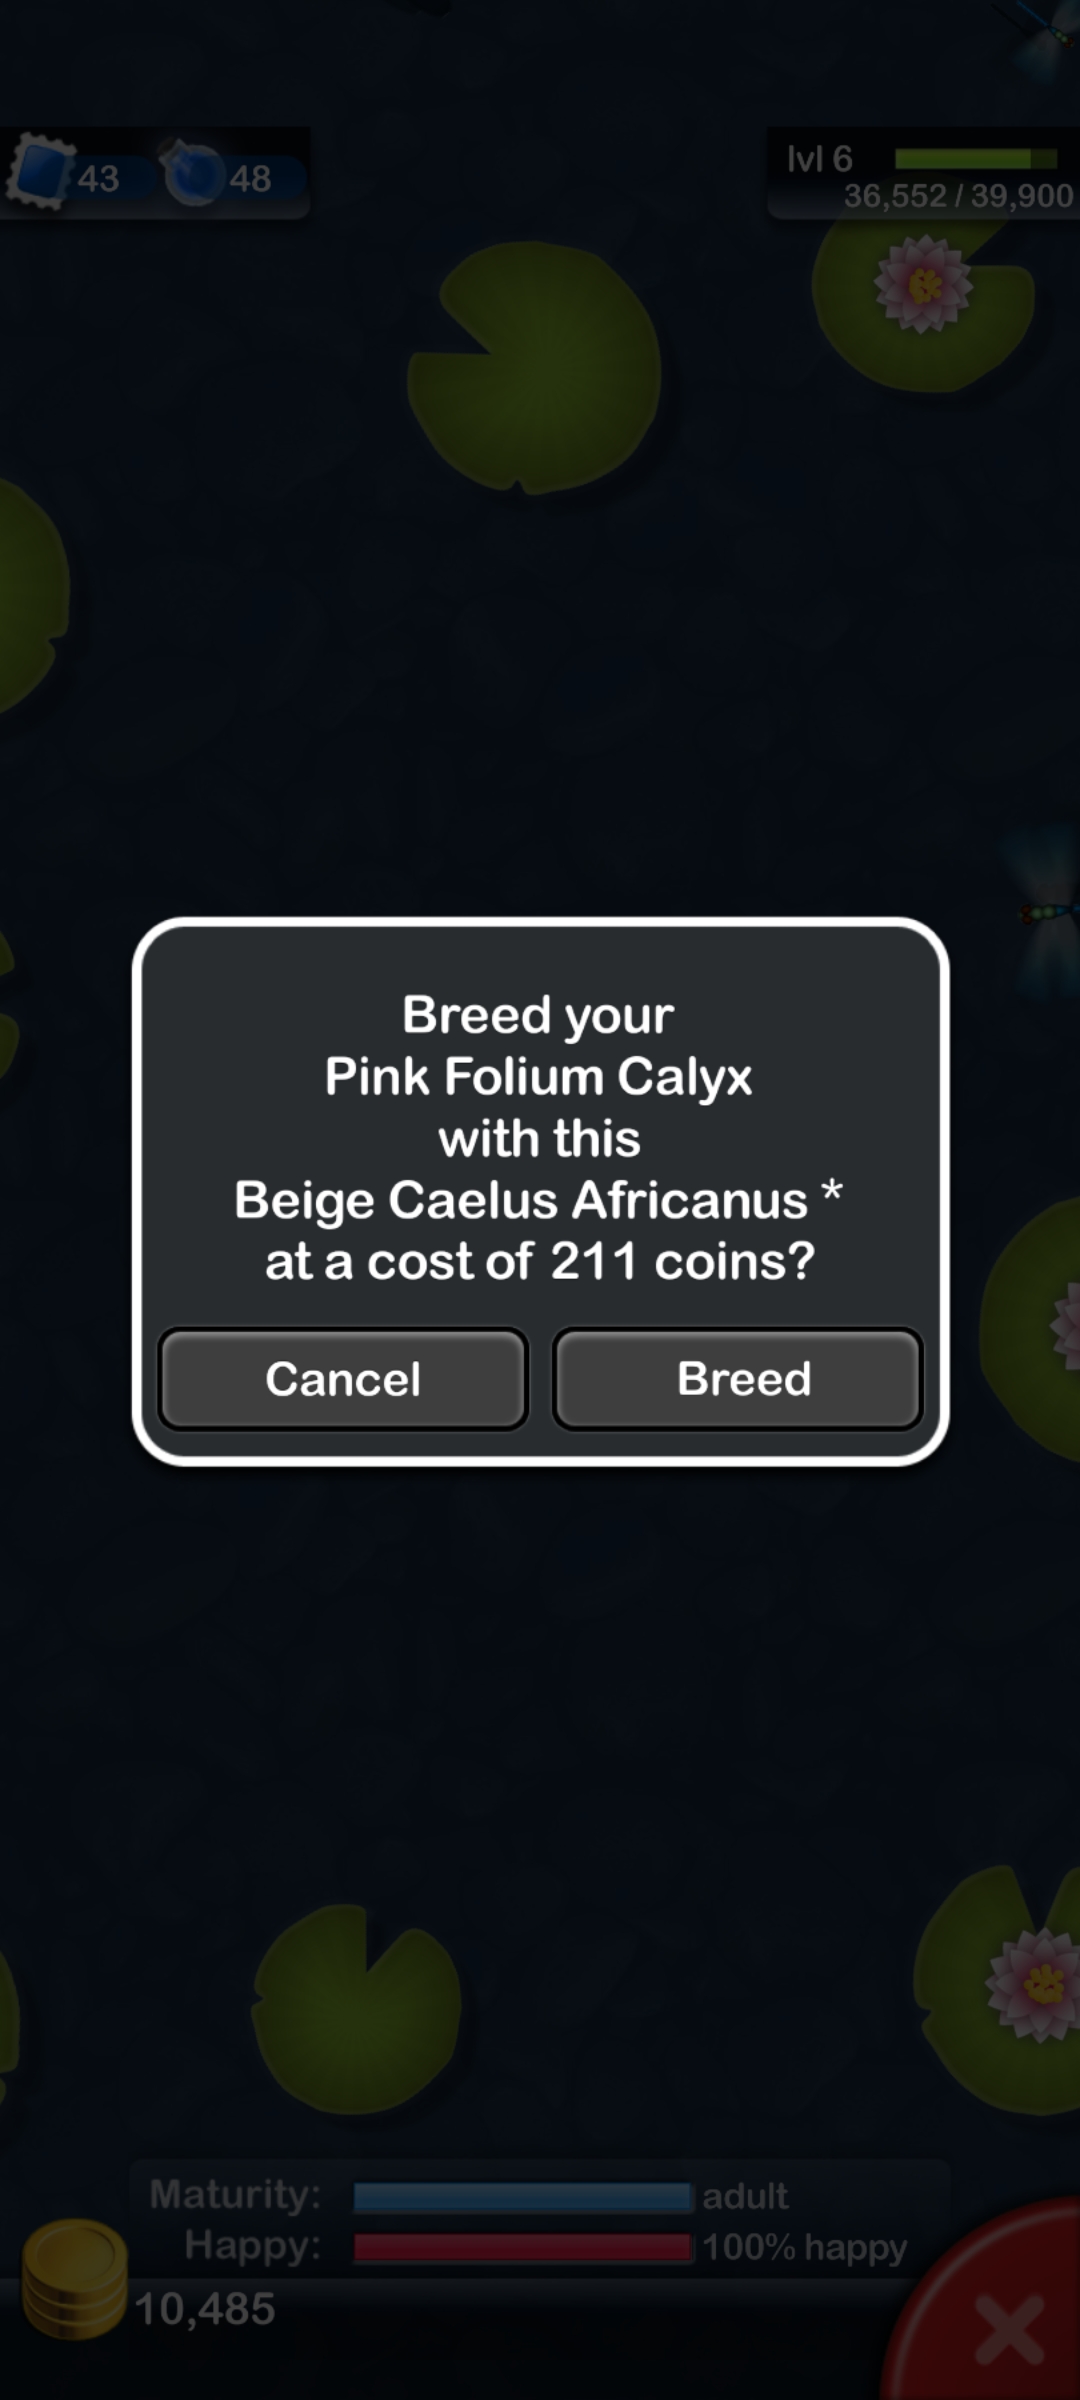 43
48
lvl 6
36,552 / 39,900
Breed your
Pink Folium Calyx
with this
Beige Caelus Africanus *
at a cost of 211 coins?
Cancel
Breed
Maturity:
adult
Happy:
100% happy
10,485